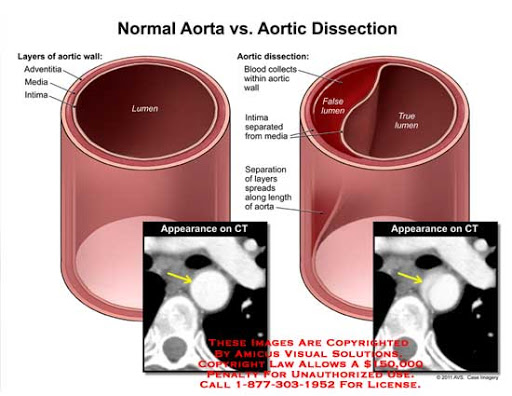 Normal Aorta vs. Aortic Dissection
Layers of aortic wall:
Adventitia
Media
Intima
Lumen
Aortic dissection:
Blood collects
within aortic
wall
False
lumen
True
lumen
Intima
separated
from media
Separation
of layers
spreads
along length
of aorta
Appearance on CT
Appearance on CT
These Images Are Copyrighted
By Amicus Visual Solutions.
Copyright Law Allows A $150,000
Penalty For Unauthorized Use.
Call 1-877-303-1952 For License.
© 2011 AVS. Case Imagery